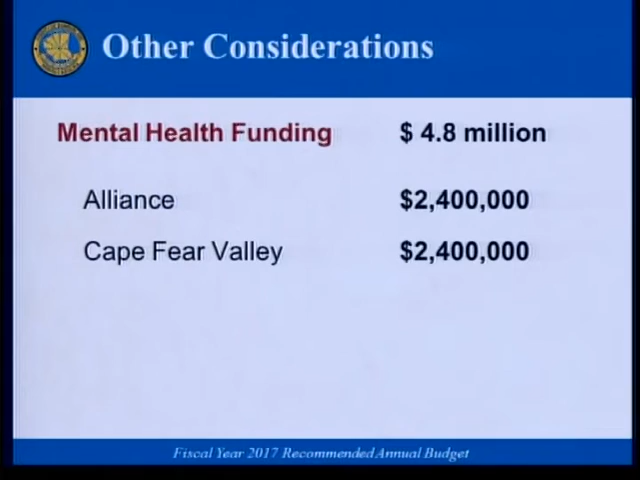 Other Considerations
Mental Health Funding $ 4.8 million
Alliance $2,400,000
Cape Fear Valley $2,400,000
Fiscal Year 2017 Recommended Annual Budget